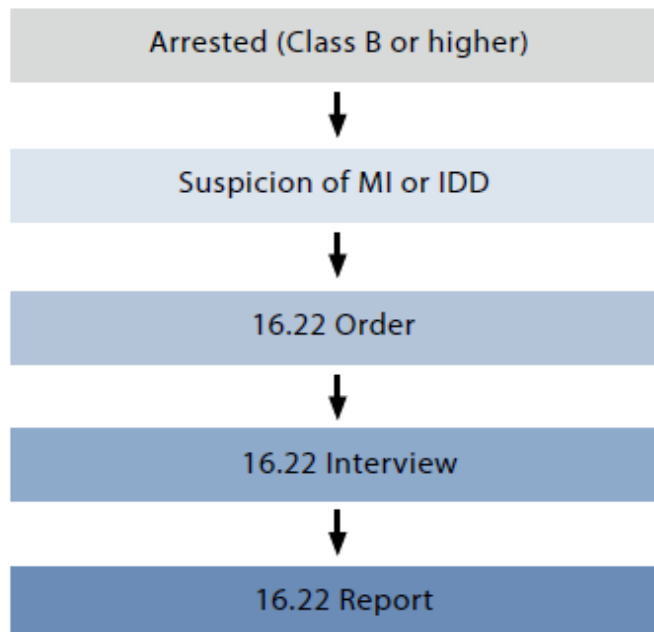 Arrested (Class B or higher)
Suspicion of MI or IDD
16.22 Order
16.22 Interview
16.22 Report